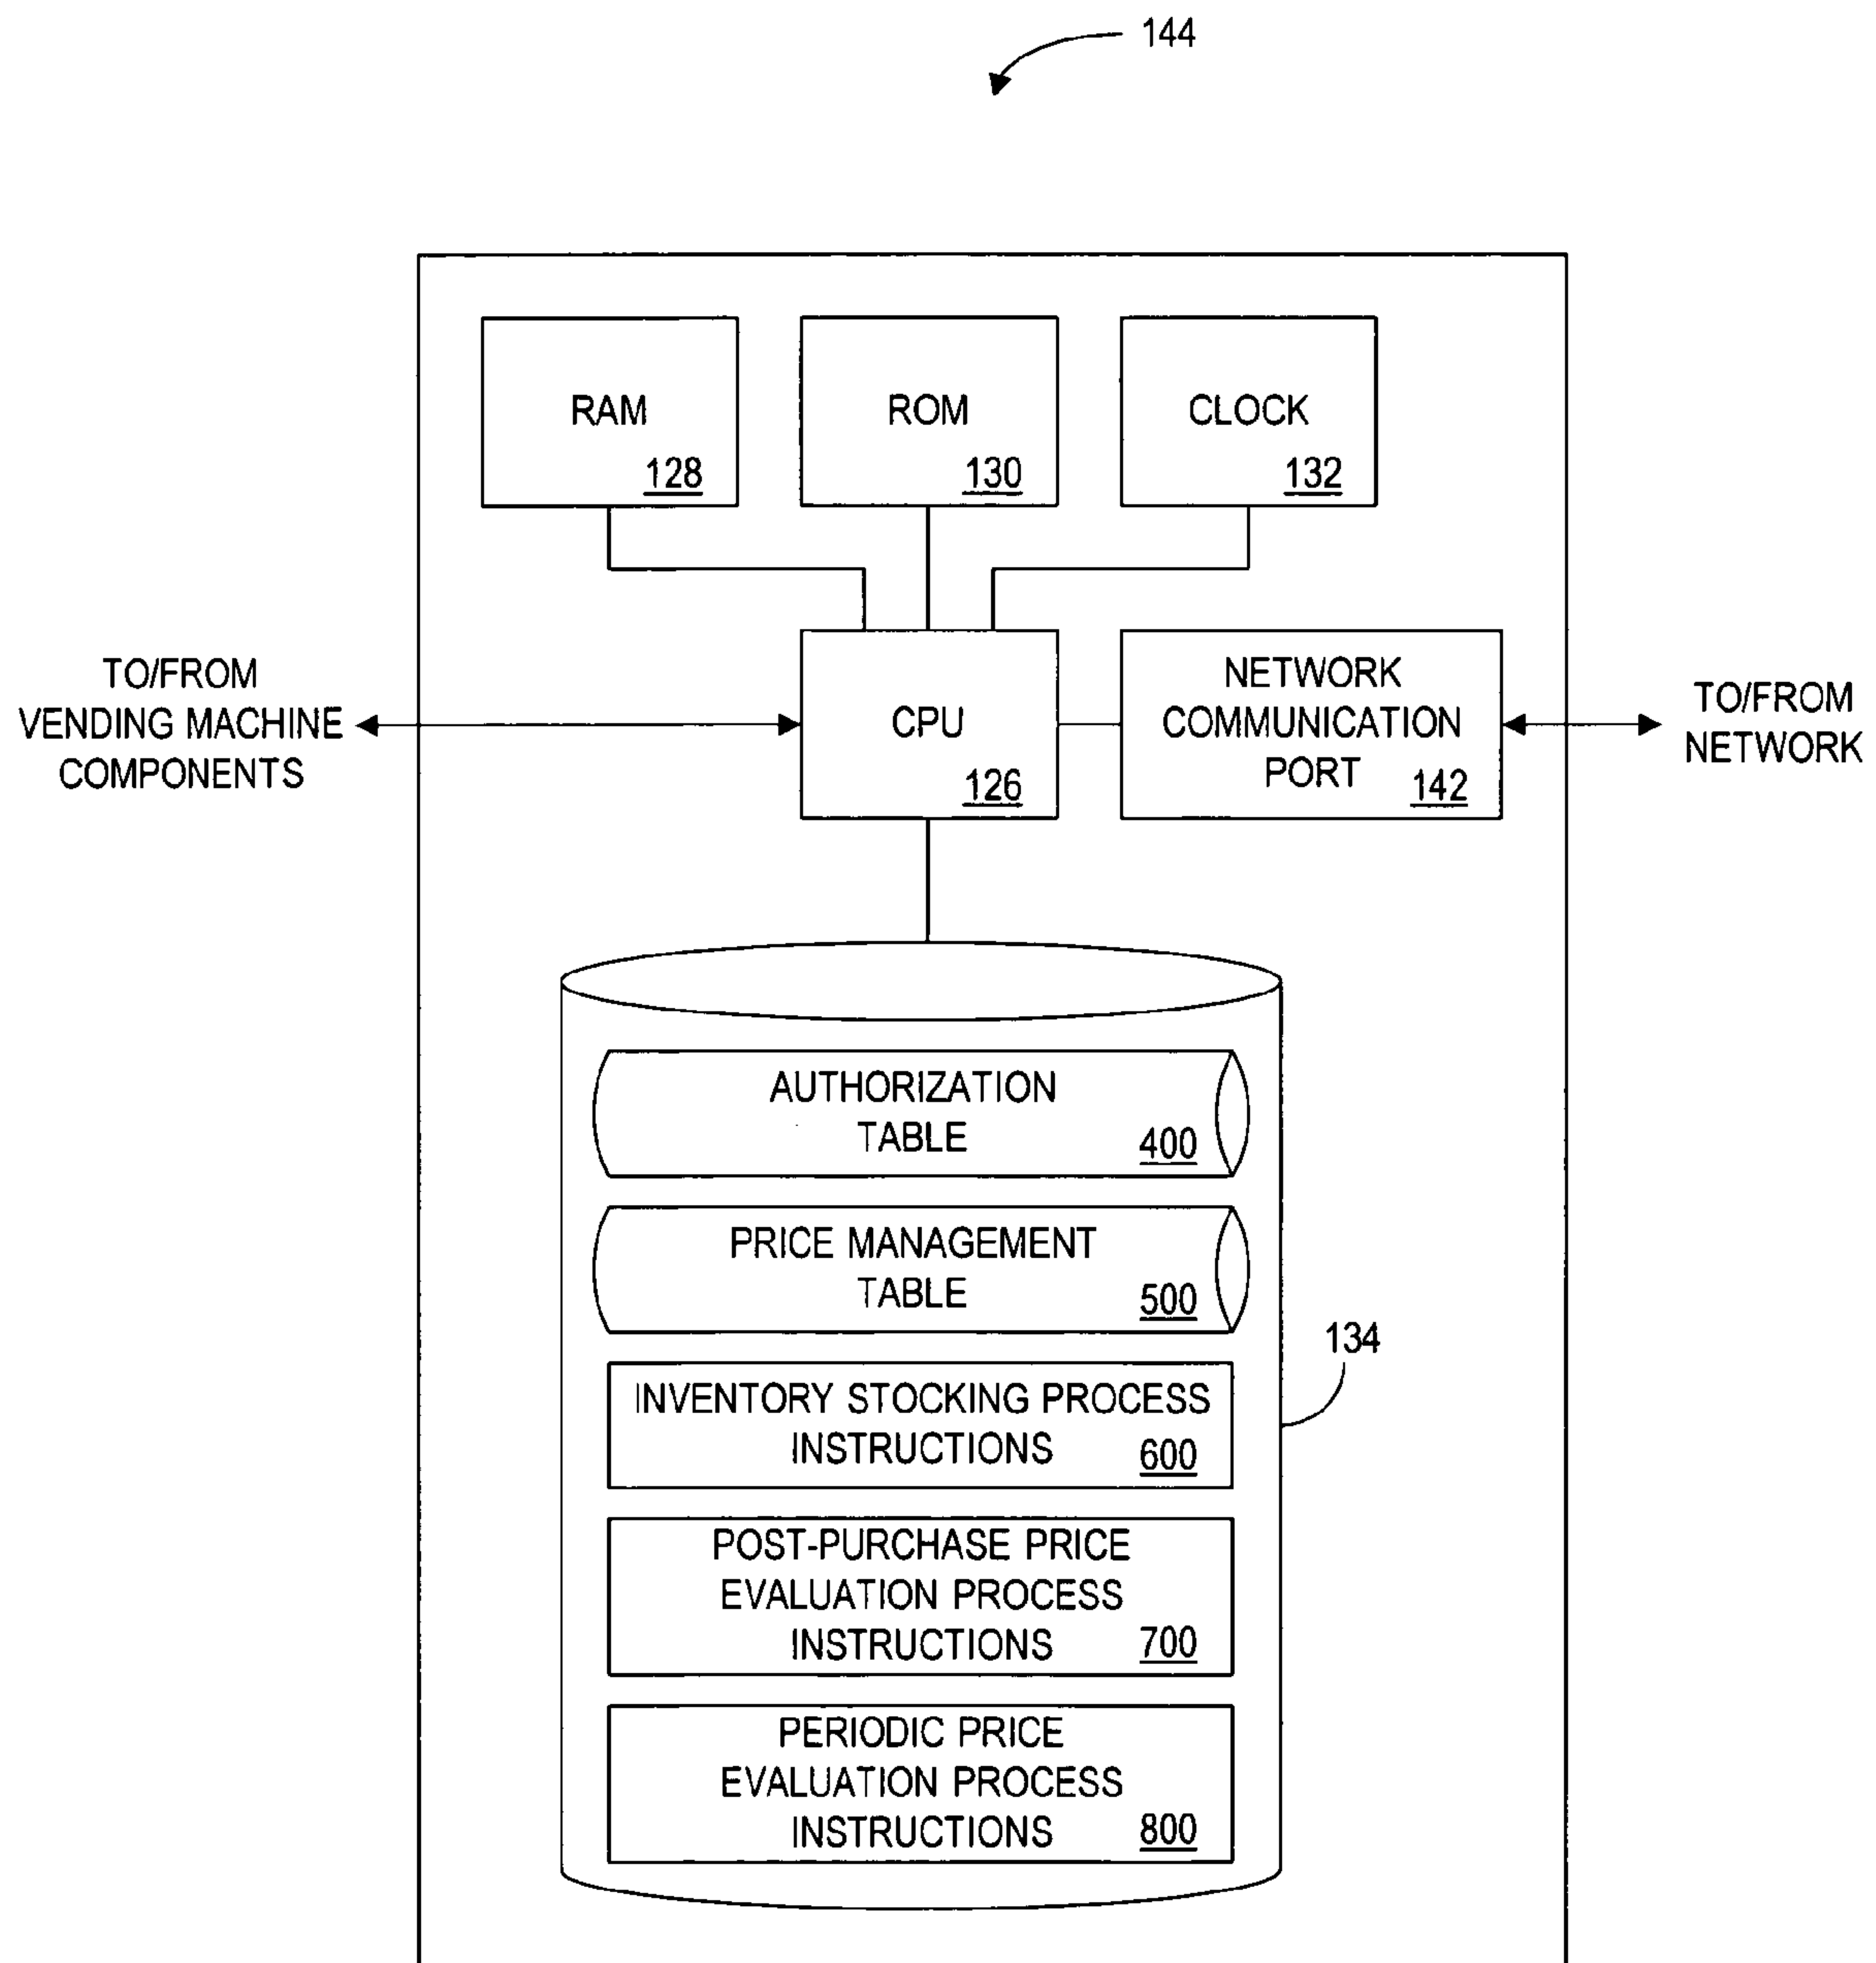 144
RAM
128
ROM
130
CLOCK
132
TO/FROM
VENDING MACHINE
COMPONENTS
CPU
126
NETWORK
COMMUNICATION
PORT
142
TO/FROM
NETWORK
AUTHORIZATION
TABLE
400
PRICE MANAGEMENT
TABLE
500
134
INVENTORY STOCKING PROCESS
INSTRUCTIONS
600
POST-PURCHASE PRICE
EVALUATION PROCESS
INSTRUCTIONS
700
PERIODIC PRICE
EVALUATION PROCESS
INSTRUCTIONS
800